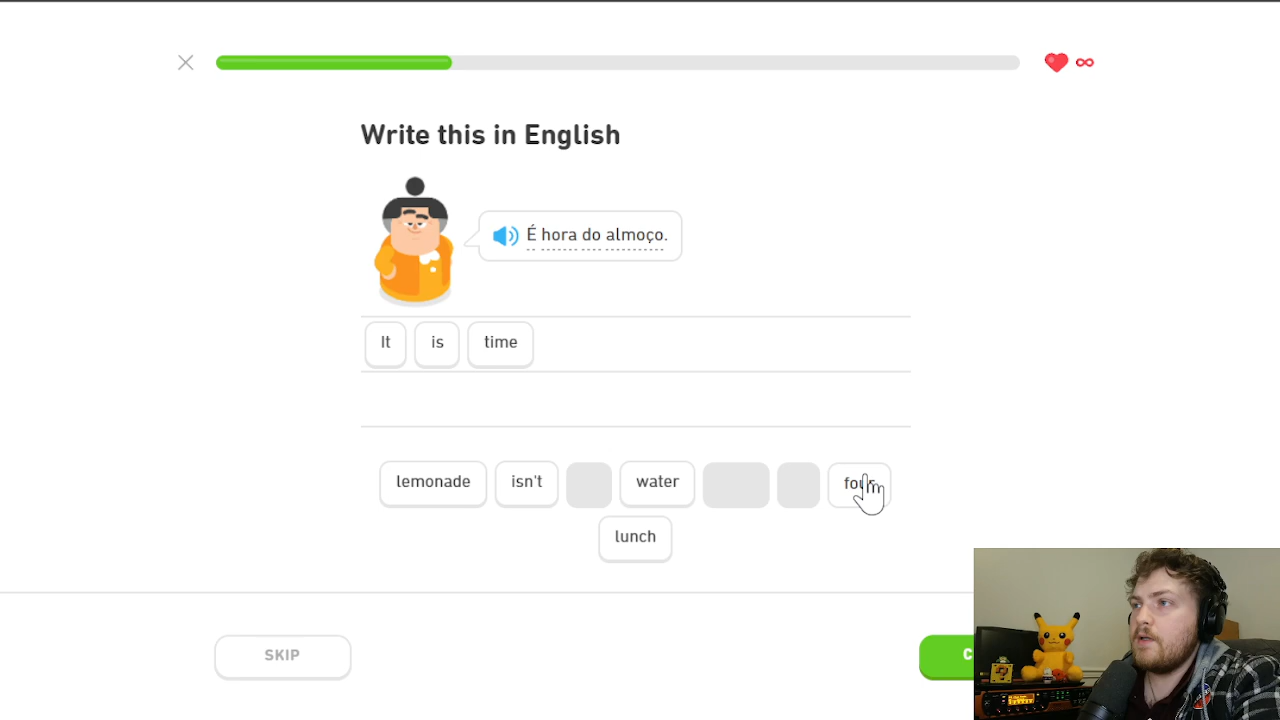 Write this in English
É hora do almoço.
It is time
lemonade isn't water
lunch
SKIP